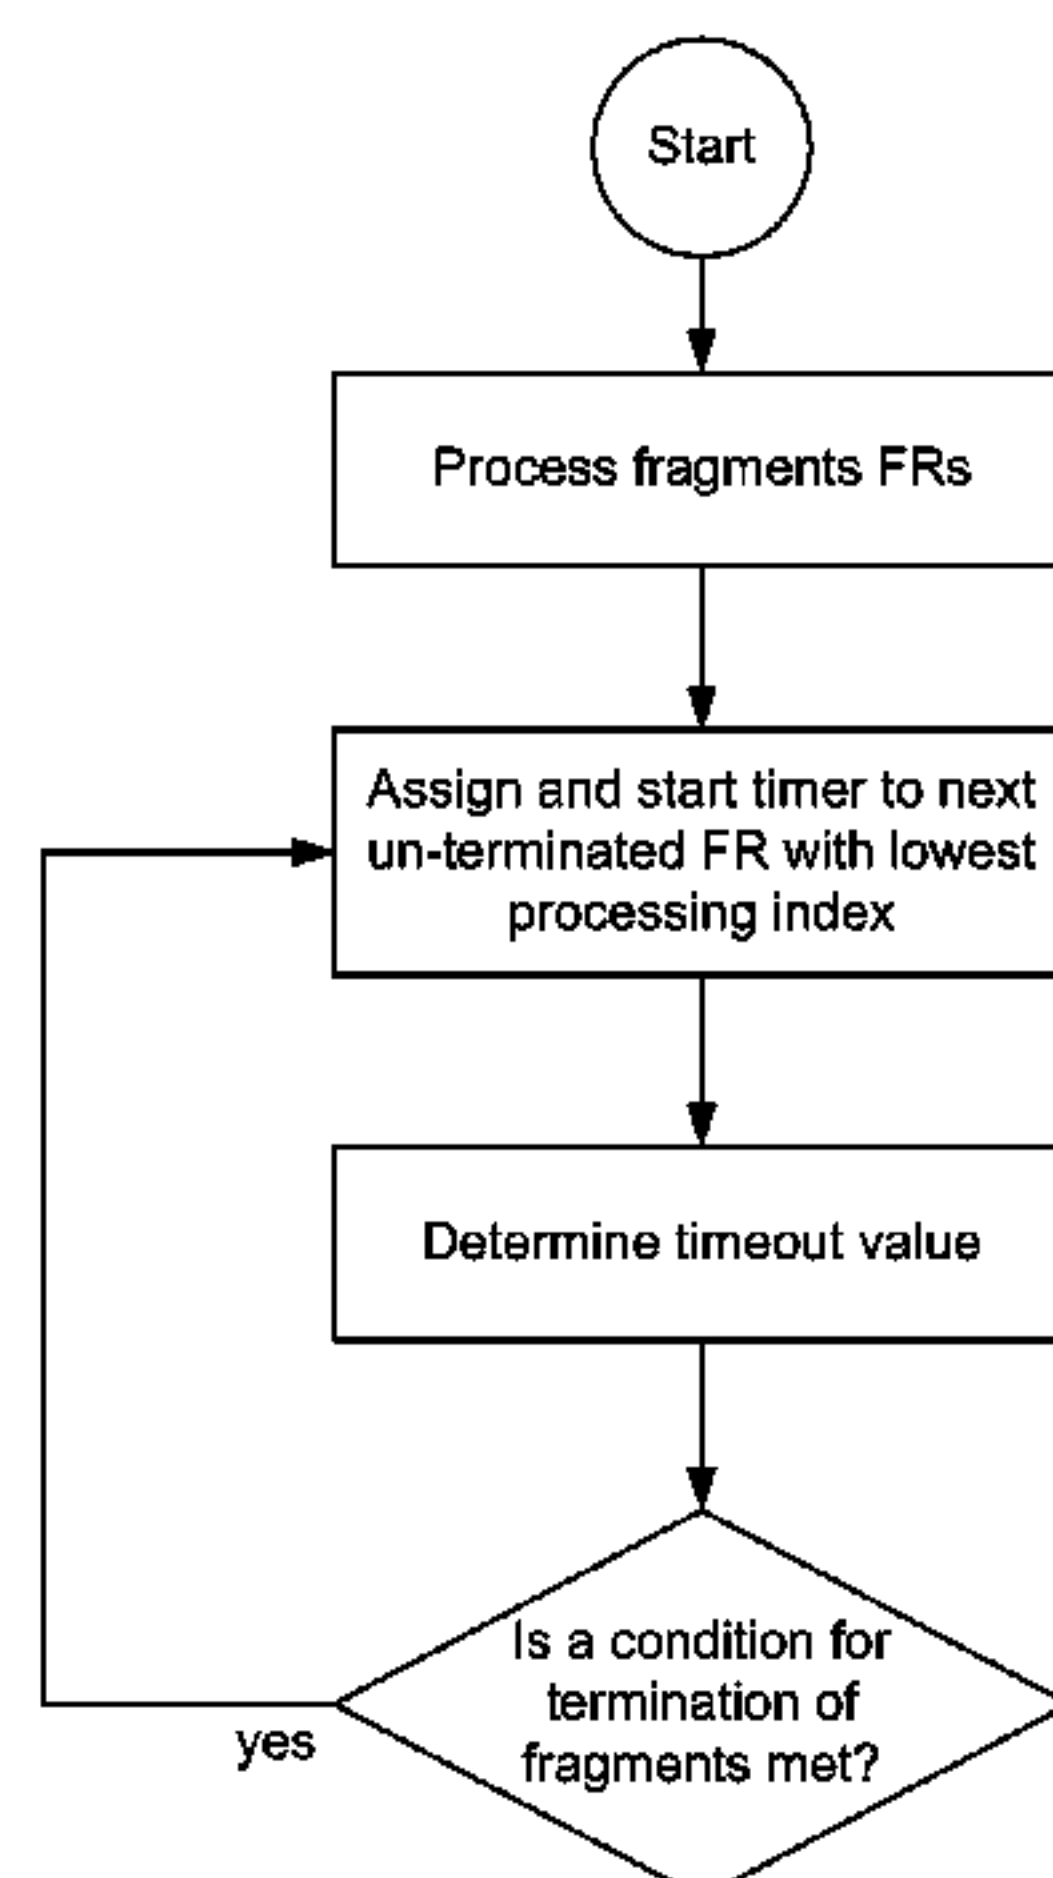 Start
Process fragments FRs
Assign and start timer to next
un-terminated FR with lowest
processing index
Determine timeout value
Is a condition for
termination of
fragments met?
yes